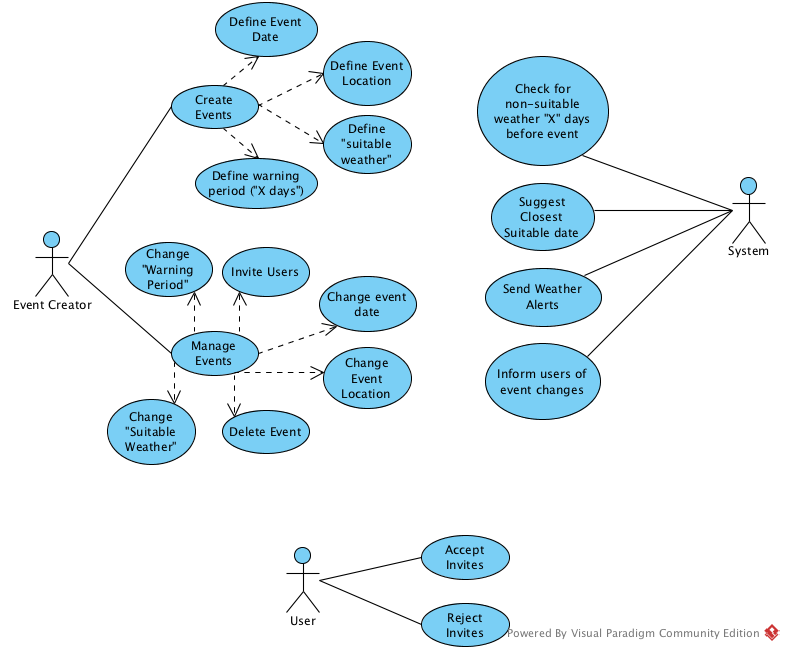 Define Event
Date
Define Event
Location
Create
Events
Define
"suitable
weather"
Define warning
period ("X days")
Check for
non-suitable
weather "X" days
before event
Suggest
Closest
Suitable date
System
Send Weather
Alerts
Inform users of
event changes
Event Creator
Change
"Warning
Period"
Invite Users
Change event
date
Manage
Events
Change
Event
Location
Change
"Suitable
Weather"
Delete Event
Accept
Invites
User
Reject
Invites
Powered By Visual Paradigm Community Edition